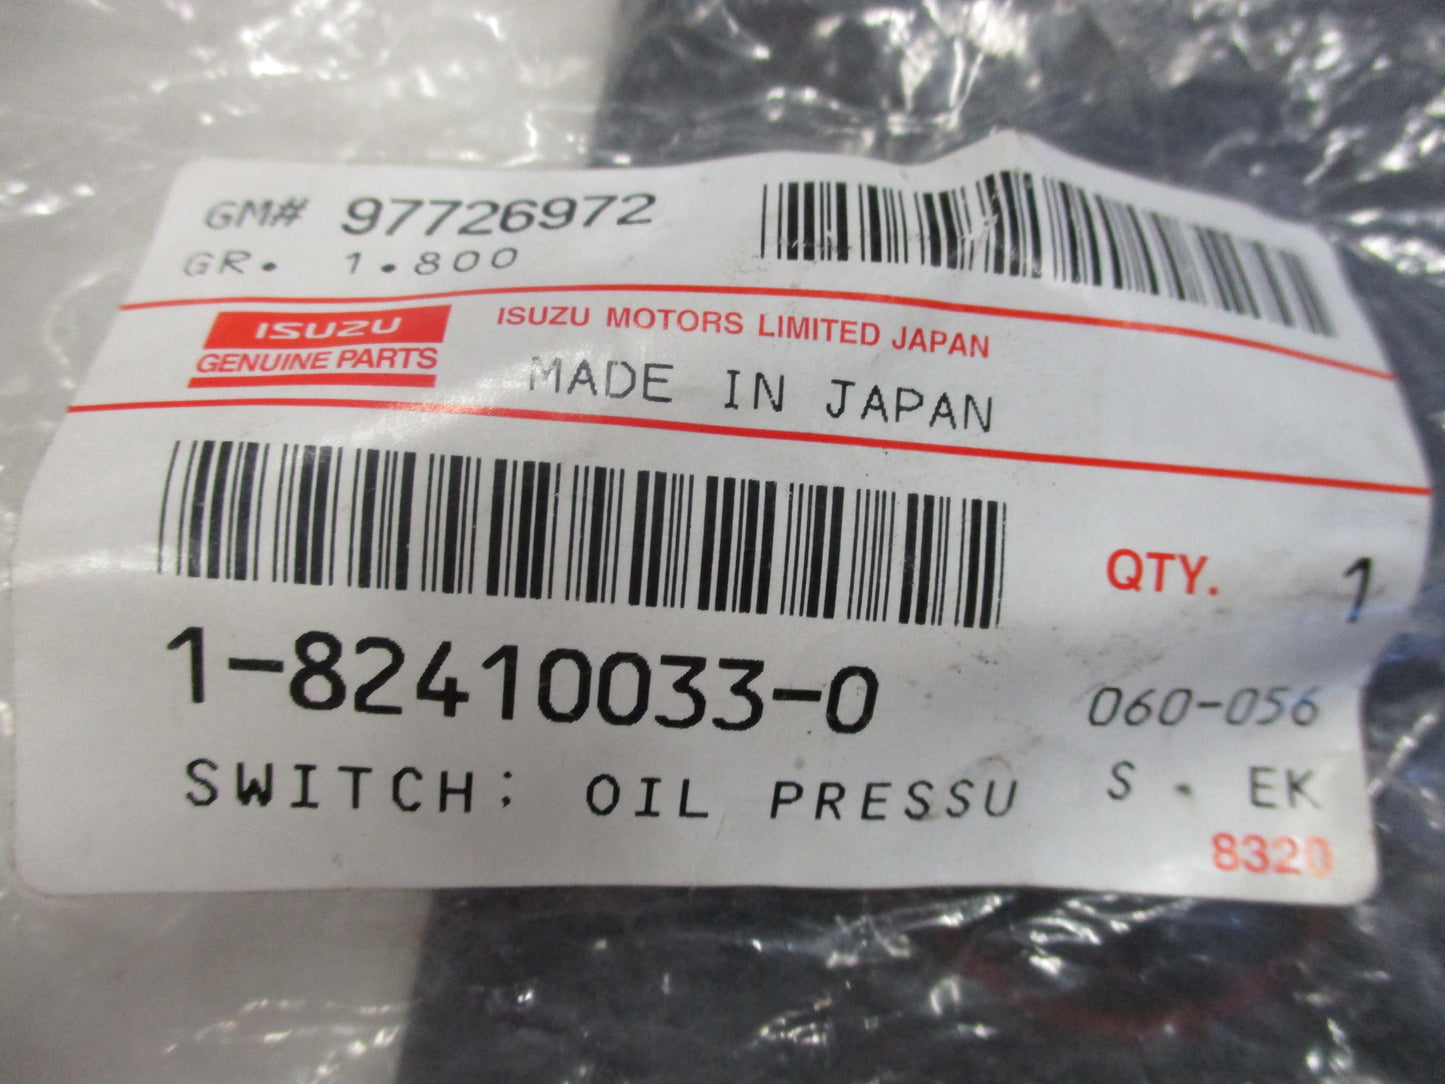 GM# 97726972
GR. 1.800
ISUZU
GENUINE PARTS
ISUZU MOTORS LIMITED JAPAN
MADE IN JAPAN
QTY. 1
1-82410033-0
060-056
SWITCH; OIL PRESSU
S. EK
8320